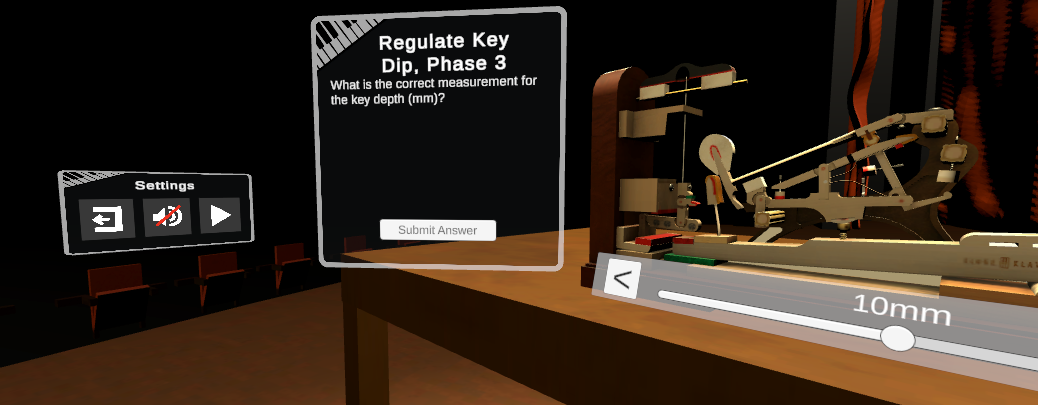 Regulate Key
Dip, Phase 3
What is the correct measurement for
the key depth (mm)?
Submit Answer
Settings
<
10mm